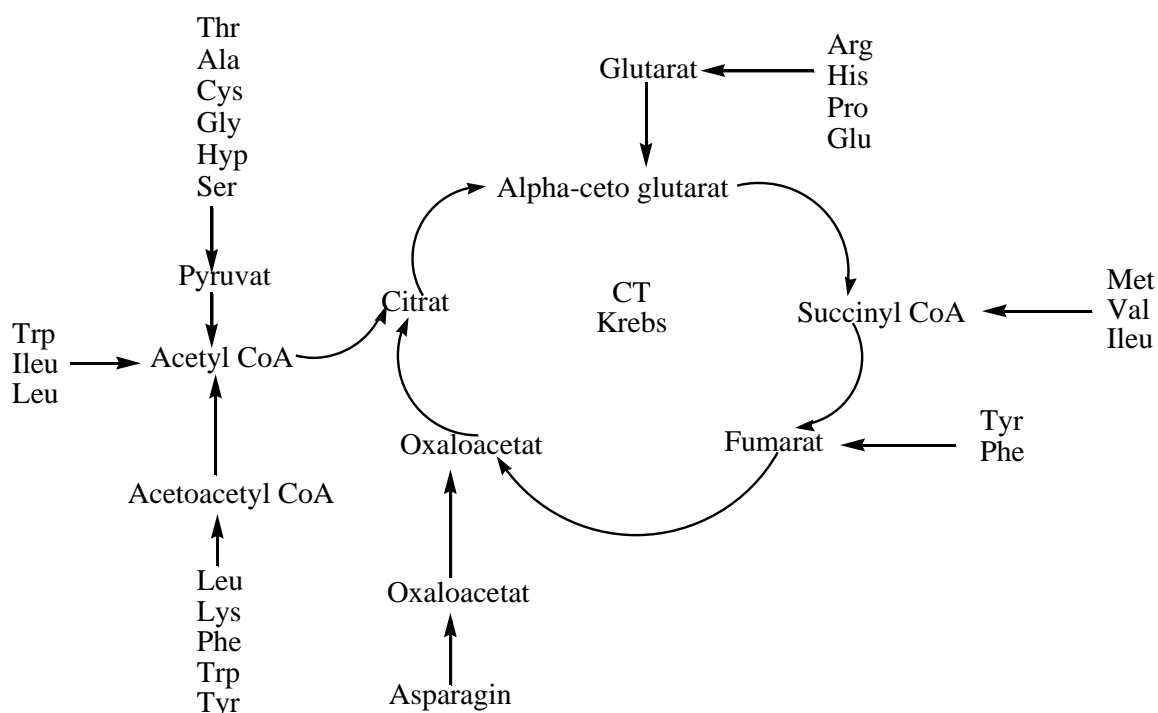 Thr
Ala
Cys
Gly
Hyp
Ser
Pyruvat
Trp
Ileu
Leu
Acetyl CoA
Acetoacetyl CoA
Leu
Lys
Phe
Trp
Tyr
Glutarat
Arg
His
Pro
Glu
Alpha-ceto glutarat
Citrat
CT
Krebs
Succinyl CoA
Met
Val
Ileu
Oxaloacetat
Fumarat
Tyr
Phe
Oxaloacetat
Asparagin